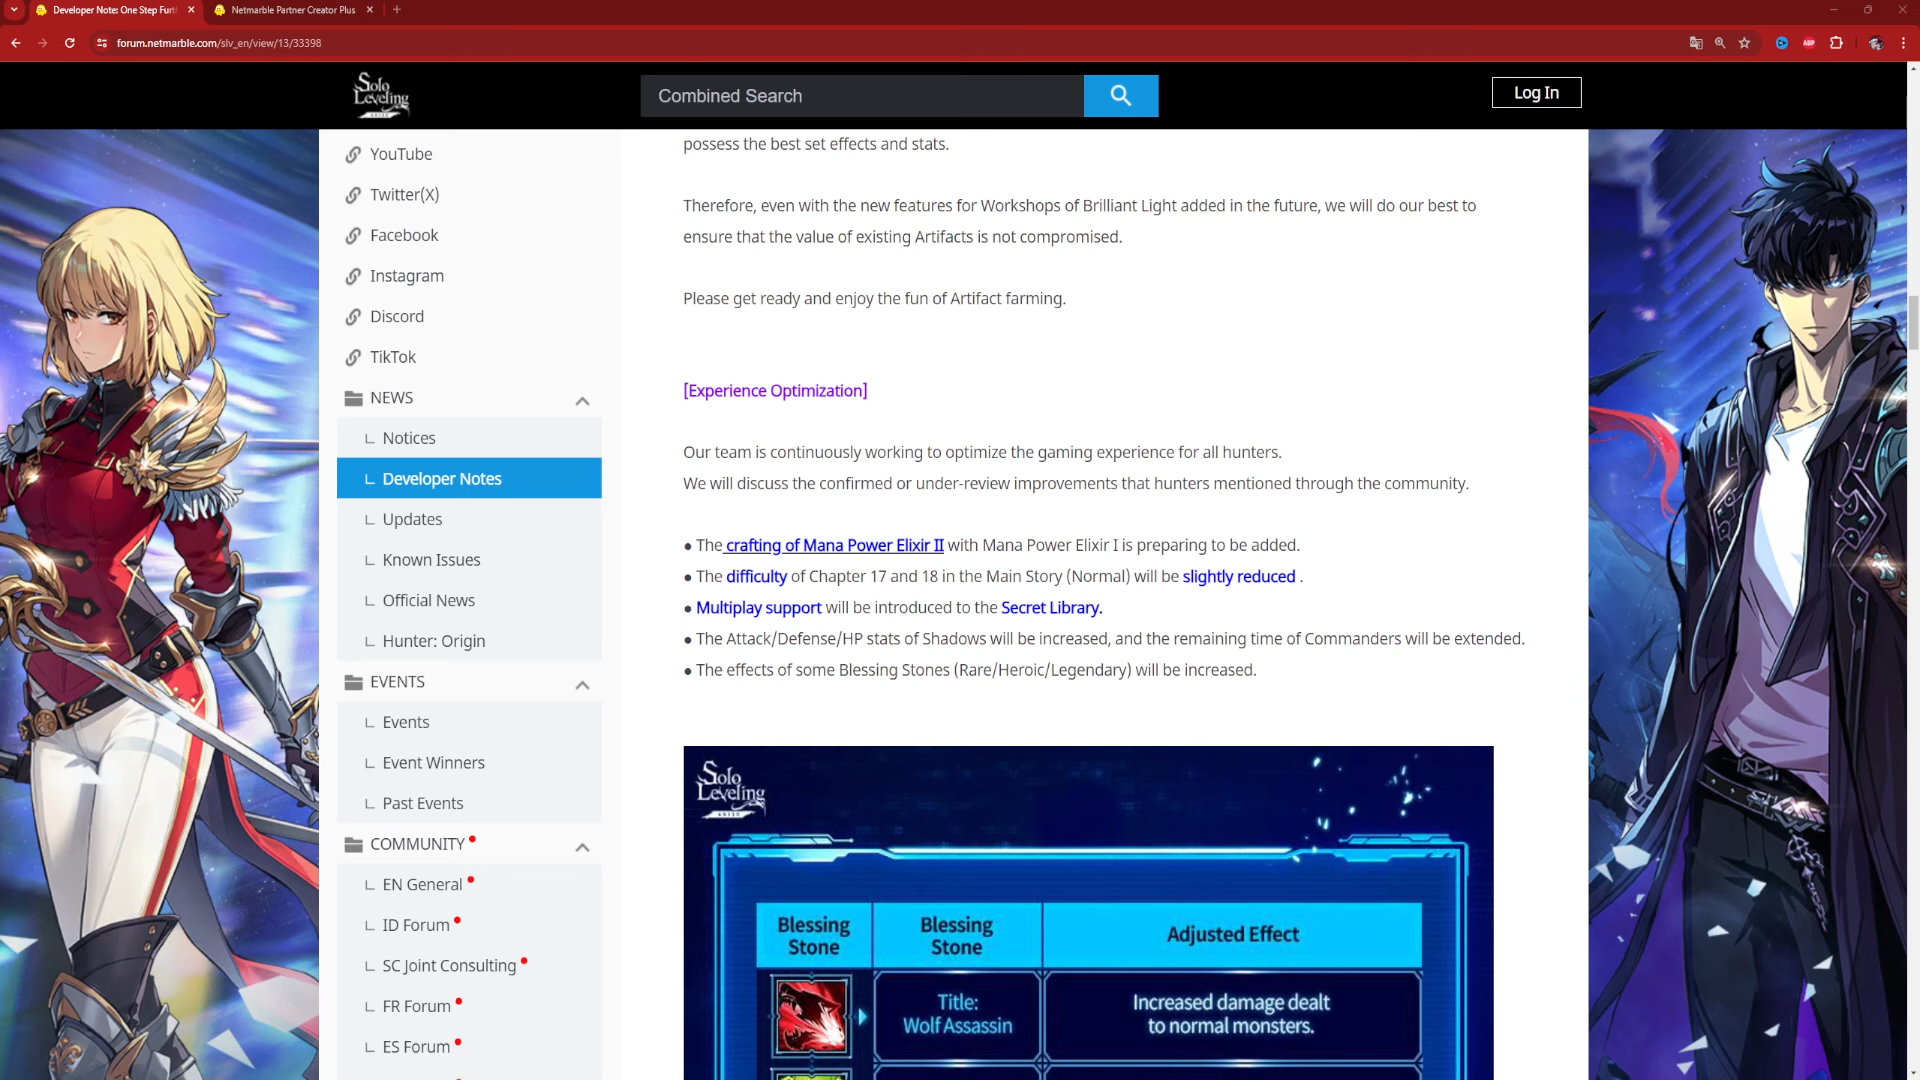 Developer Note: One Step Furt
Netmarble Partner Creator Plus
forum.netmarble.com/slv_en/view/13/33398
ABP
Solo
Leveling
ARISE
Combined Search
Log In
YouTube
Twitter(X)
Facebook
Instagram
Discord
TikTok
NEWS
Notices
Developer Notes
Updates
Known Issues
Official News
Hunter: Origin
EVENTS
Events
Event Winners
Past Events
COMMUNITY
EN General
ID Forum
SC Joint Consulting
FR Forum
ES Forum
possess the best set effects and stats.
Therefore, even with the new features for Workshops of Brilliant Light added in the future, we will do our best to
ensure that the value of existing Artifacts is not compromised.
Please get ready and enjoy the fun of Artifact farming.
[Experience Optimization]
Our team is continuously working to optimize the gaming experience for all hunters.
We will discuss the confirmed or under-review improvements that hunters mentioned through the community.
● The crafting of Mana Power Elixir II with Mana Power Elixir I is preparing to be added.
● The difficulty of Chapter 17 and 18 in the Main Story (Normal) will be slightly reduced .
● Multiplay support will be introduced to the Secret Library.
● The Attack/Defense/HP stats of Shadows will be increased, and the remaining time of Commanders will be extended.
● The effects of some Blessing Stones (Rare/Heroic/Legendary) will be increased.
Solo
Leveling
ARISE
Blessing
Stone
Blessing
Stone
Adjusted Effect
Title:
Wolf Assassin
Increased damage dealt
to normal monsters.